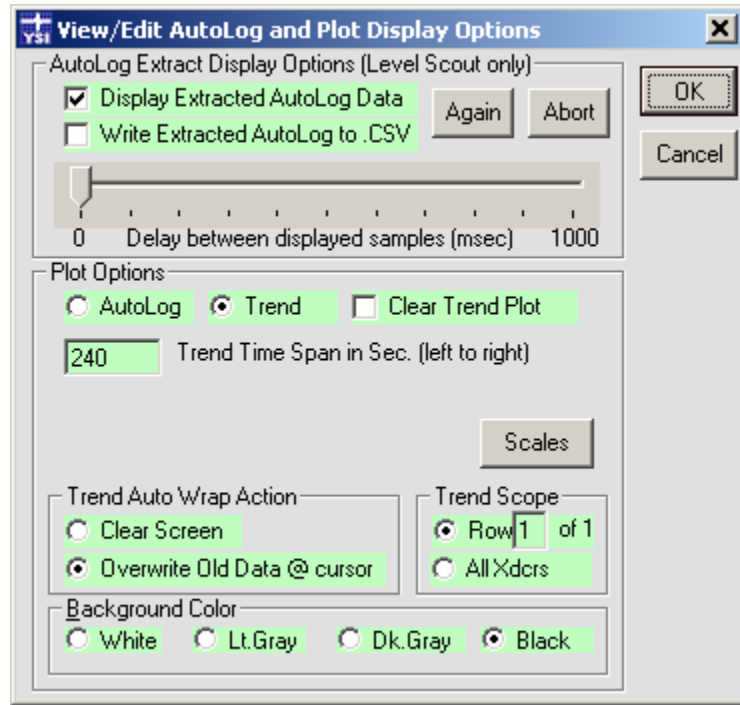 YSI View/Edit AutoLog and Plot Display Options
AutoLog Extract Display Options (Level Scout only)
Display Extracted AutoLog Data
Write Extracted AutoLog to .CSV
Again
Abort
OK
Cancel
0 Delay between displayed samples (msec) 1000
Plot Options
AutoLog Trend Clear Trend Plot
240 Trend Time Span in Sec. (left to right)
Scales
Trend Auto Wrap Action
Clear Screen
Overwrite Old Data @ cursor
Trend Scope
Row 1 of 1
All Xdcrs
Background Color
White Lt.Gray Dk.Gray Black